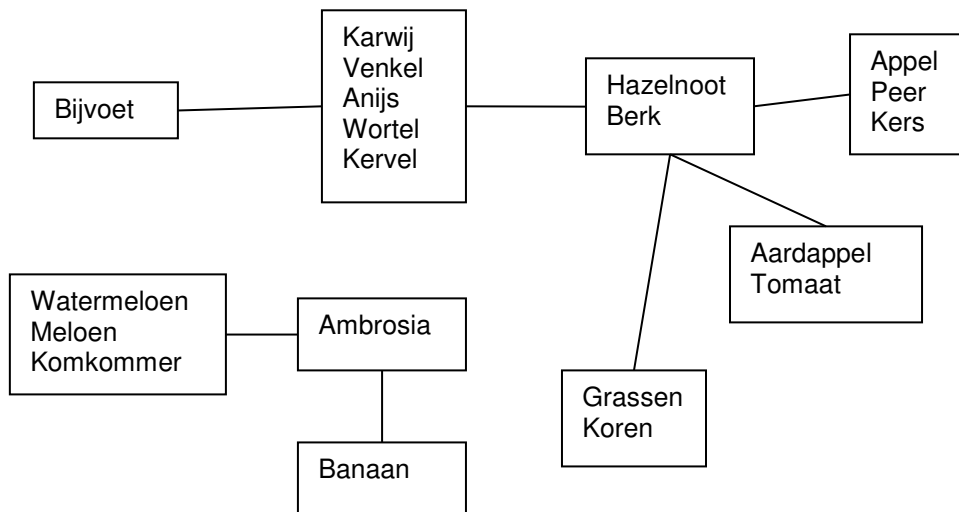 Bijvoet
Karwij
Venkel
Anijs
Wortel
Kervel
Hazelnoot
Berk
Appel
Peer
Kers
Aardappel
Tomaat
Watermeloen
Meloen
Komkommer
Ambrosia
Grassen
Koren
Banaan